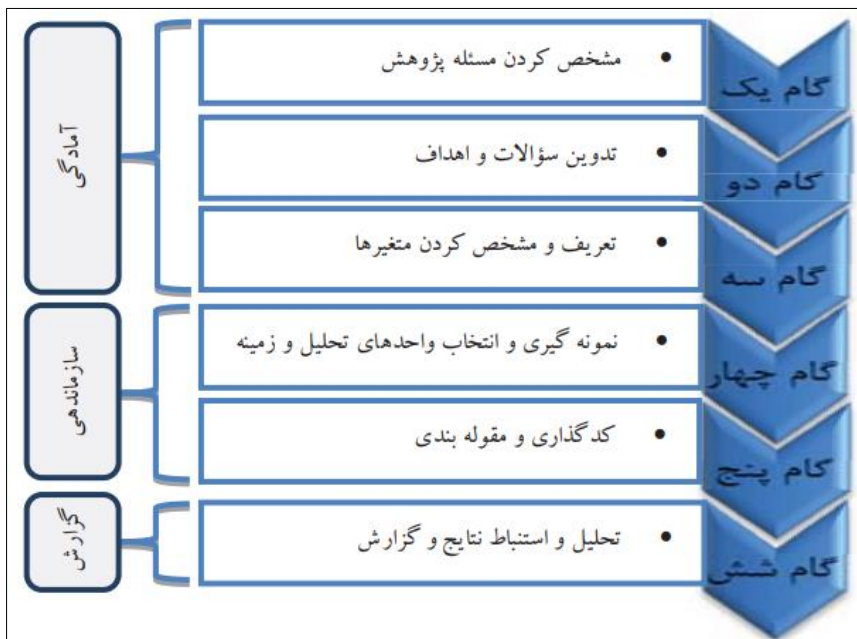 گام یک
• مشخص کردن مسئله پژوهش
گام دو
• تدوین سؤالات و اهداف
گام سه
• تعریف و مشخص کردن متغیرها
آمادگی
گام چهار
• نمونه گیری و انتخاب واحدهای تحلیل و زمینه
گام پنج
• کدگذاری و مقوله بندی
سازماندهی
گام شش
• تحلیل و استنباط نتایج و گزارش
گزارش